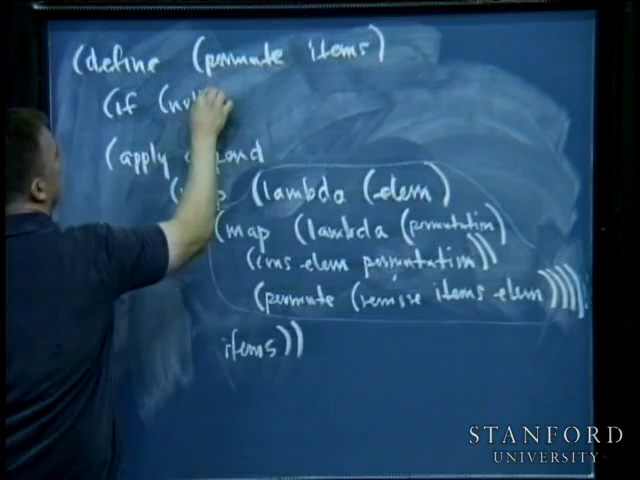 (define (permute items)
(if (null
(apply append
(map (lambda (elem)
(map (lambda (permutation)
(cons elem permutation))
(permute (remove items elem)))))
items))
STANFORD
UNIVERSITY